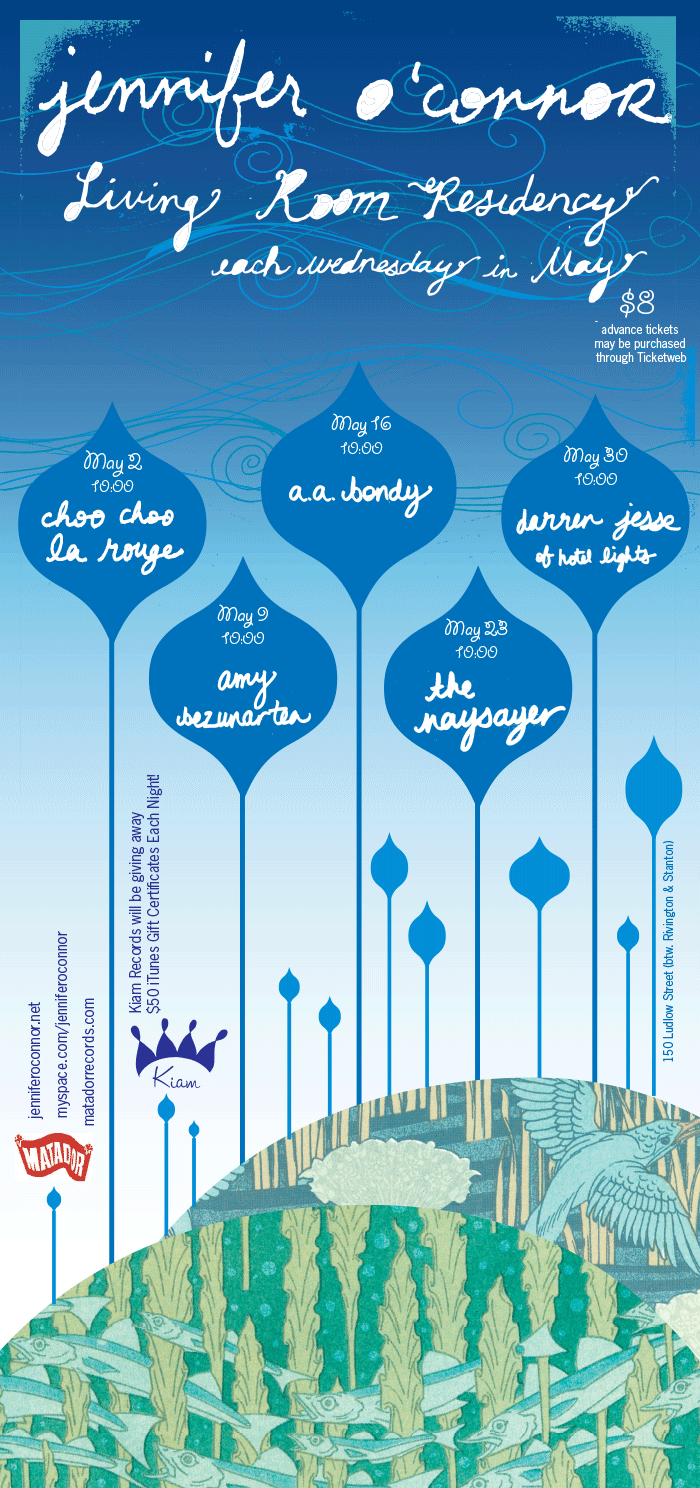 jennifer o'connor
Living Room Residency
each wednesday in May
$8
advance tickets
may be purchased
through Ticketweb
May 2
10:00
choo choo
la rouge
May 9
10:00
amy
bezunarten
May 16
10:00
a.a. bondy
May 23
10:00
the
naysayer
May 30
10:00
darren jesse
of hotel lights
Kiam Records will be giving away
$50 iTunes Gift Certificates Each Night!
Kiam
jenniferoconnor.net
myspace.com/jenniferoconnor
matadorrecords.com
MATADOR
150 Ludlow Street (btw. Rivington & Stanton)